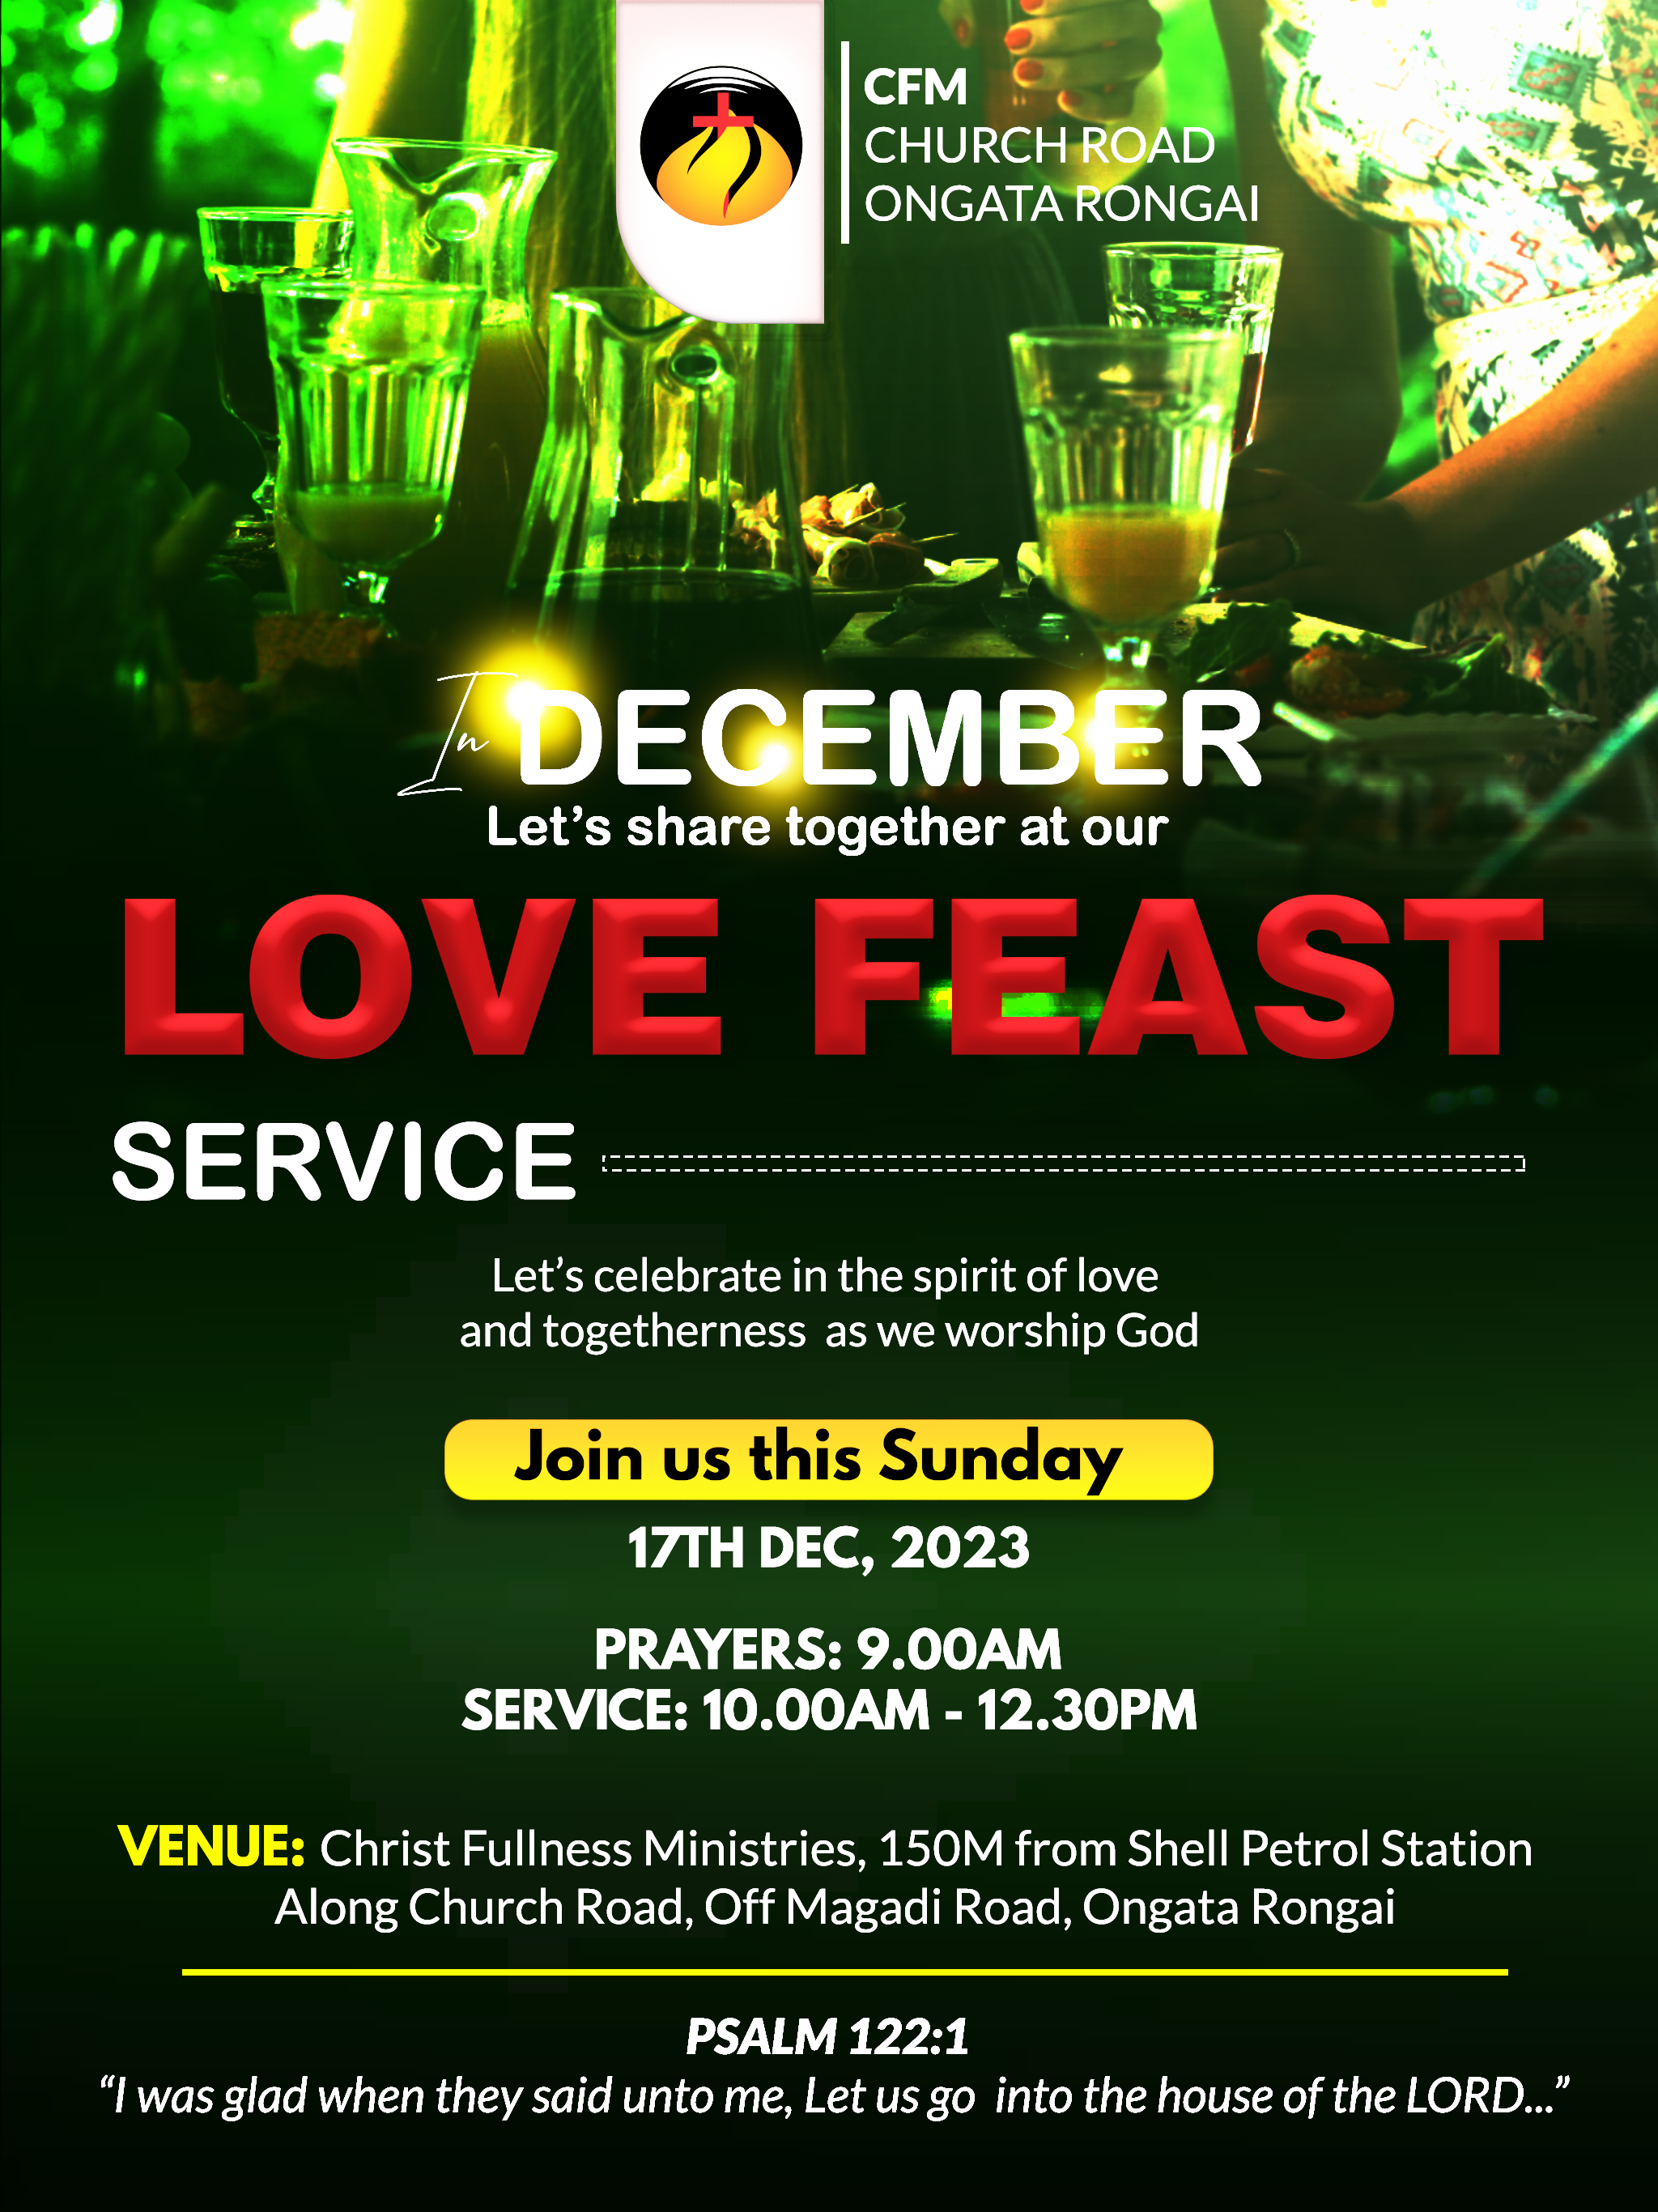 CFM
CHURCH ROAD
ONGATA RONGAI
In DECEMBER
Let’s share together at our
LOVE FEAST
SERVICE
Let’s celebrate in the spirit of love
and togetherness as we worship God
Join us this Sunday
17TH DEC, 2023
PRAYERS: 9.00AM
SERVICE: 10.00AM - 12.30PM
VENUE: Christ Fullness Ministries, 150M from Shell Petrol Station
Along Church Road, Off Magadi Road, Ongata Rongai
PSALM 122:1
“I was glad when they said unto me, Let us go into the house of the LORD...”